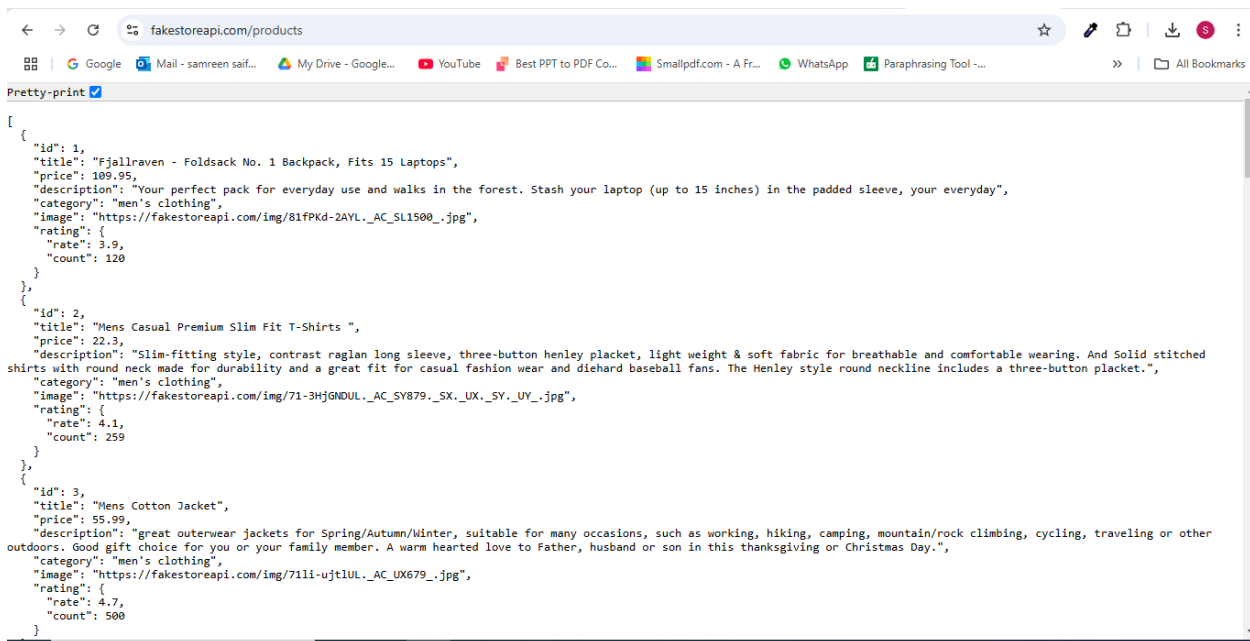 fakestoreapi.com/products
S
Google
Mail - samreen saif...
My Drive - Google...
YouTube
Best PPT to PDF Co...
Smallpdf.com - A Fr...
WhatsApp
Paraphrasing Tool -...
»
All Bookmarks
Pretty-print
[
{
"id": 1,
"title": "Fjallraven - Foldsack No. 1 Backpack, Fits 15 Laptops",
"price": 109.95,
"description": "Your perfect pack for everyday use and walks in the forest. Stash your laptop (up to 15 inches) in the padded sleeve, your everyday",
"category": "men's clothing",
"image": "https://fakestoreapi.com/img/81fPKd-2AYL._AC_SL1500_.jpg",
"rating": {
"rate": 3.9,
"count": 120
}
},
{
"id": 2,
"title": "Mens Casual Premium Slim Fit T-Shirts ",
"price": 22.3,
"description": "Slim-fitting style, contrast raglan long sleeve, three-button henley placket, light weight & soft fabric for breathable and comfortable wearing. And Solid stitched
shirts with round neck made for durability and a great fit for casual fashion wear and diehard baseball fans. The Henley style round neckline includes a three-button placket.",
"category": "men's clothing",
"image": "https://fakestoreapi.com/img/71-3HjGNDUL._AC_SY879._SX._UX._SY._UY_.jpg",
"rating": {
"rate": 4.1,
"count": 259
}
},
{
"id": 3,
"title": "Mens Cotton Jacket",
"price": 55.99,
"description": "great outerwear jackets for Spring/Autumn/Winter, suitable for many occasions, such as working, hiking, camping, mountain/rock climbing, cycling, traveling or other
outdoors. Good gift choice for you or your family member. A warm hearted love to Father, husband or son in this thanksgiving or Christmas Day.",
"category": "men's clothing",
"image": "https://fakestoreapi.com/img/71li-ujtlUL._AC_UX679_.jpg",
"rating": {
"rate": 4.7,
"count": 500
}